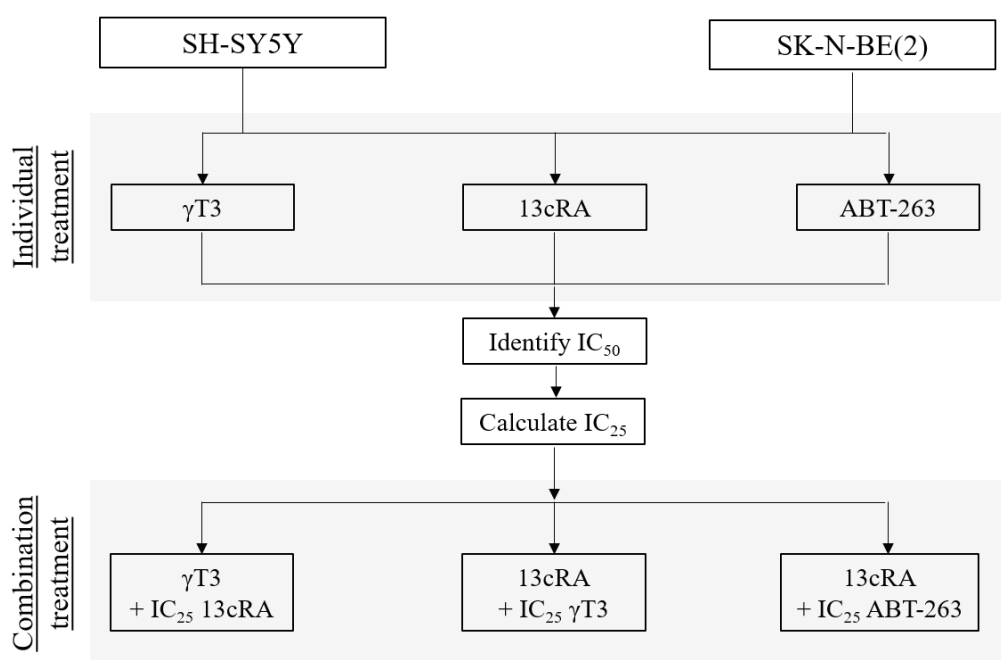 SH-SY5Y
SK-N-BE(2)
Individual
treatment
γT3
13cRA
ABT-263
Identify IC₅₀
Calculate IC₂₅
Combination
treatment
γT3
+ IC₂₅ 13cRA
13cRA
+ IC₂₅ γT3
13cRA
+ IC₂₅ ABT-263